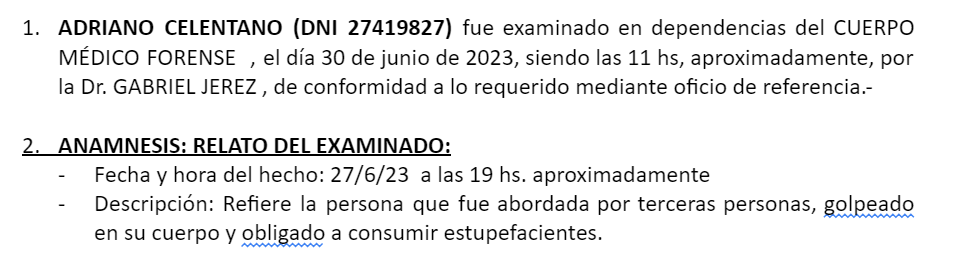 1. ADRIANO CELENTANO (DNI 27419827) fue examinado en dependencias del CUERPO
MÉDICO FORENSE , el día 30 de junio de 2023, siendo las 11 hs, aproximadamente, por
la Dr. GABRIEL JEREZ , de conformidad a lo requerido mediante oficio de referencia.-
2. ANAMNESIS: RELATO DEL EXAMINADO:
- Fecha y hora del hecho: 27/6/23 a las 19 hs. aproximadamente
- Descripción: Refiere la persona que fue abordada por terceras personas, golpeado
en su cuerpo y obligado a consumir estupefacientes.